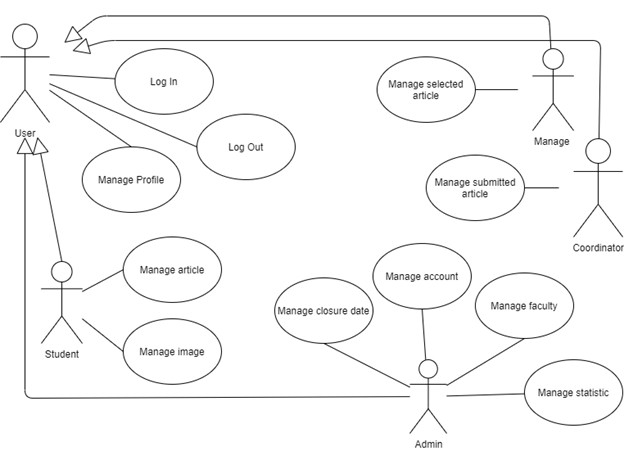 Log In
Manage selected
article
User
Manage
Log Out
Manage Profile
Manage submitted
article
Coordinator
Manage article
Manage account
Manage closure date
Manage faculty
Student
Manage image
Manage statistic
Admin